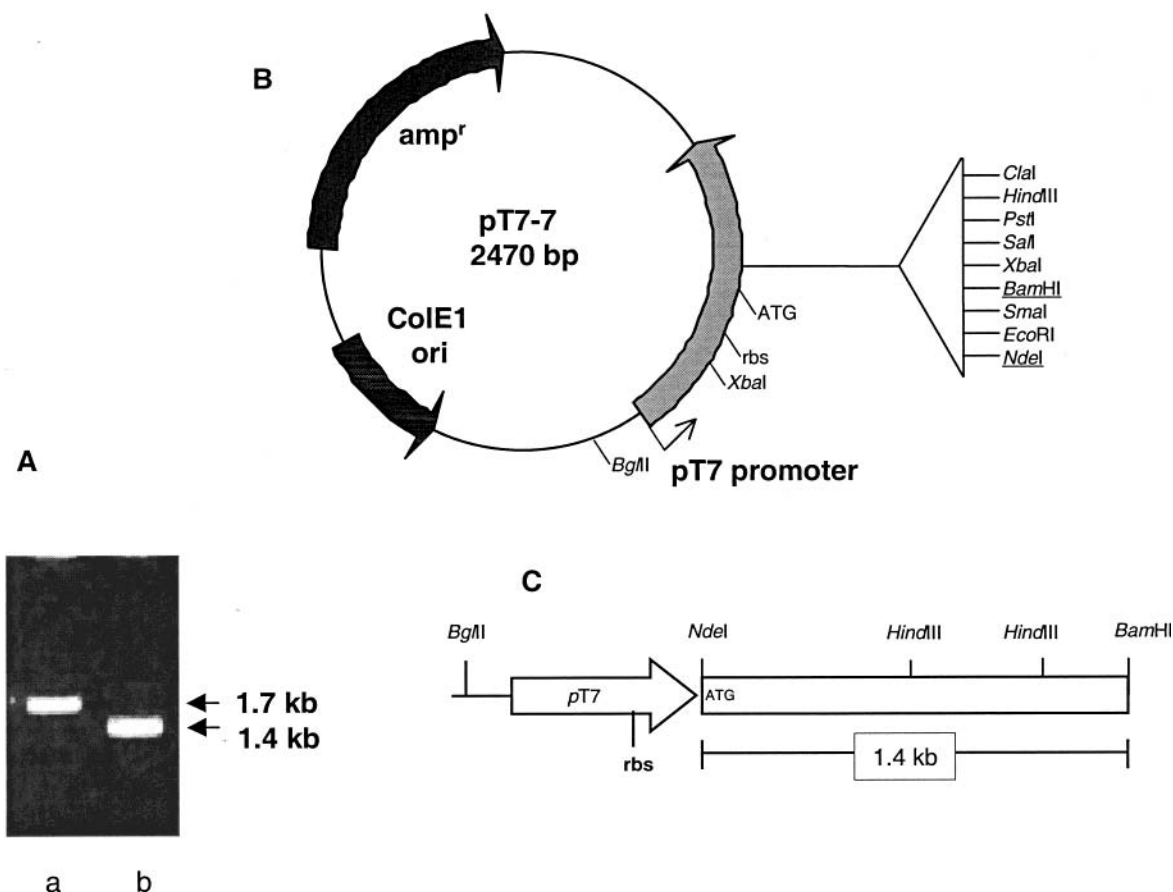 B
amp^r
pT7-7
2470 bp
ColE1
ori
ClaI
HindIII
PstI
SalI
XbaI
BamHI
SmaI
EcoRI
NdeI
ATG
rbs
XbaI
BglII
pT7 promoter
A
1.7 kb
1.4 kb
a b
C
BglII NdeI HindIII HindIII BamHI
pT7 ATG
rbs
1.4 kb